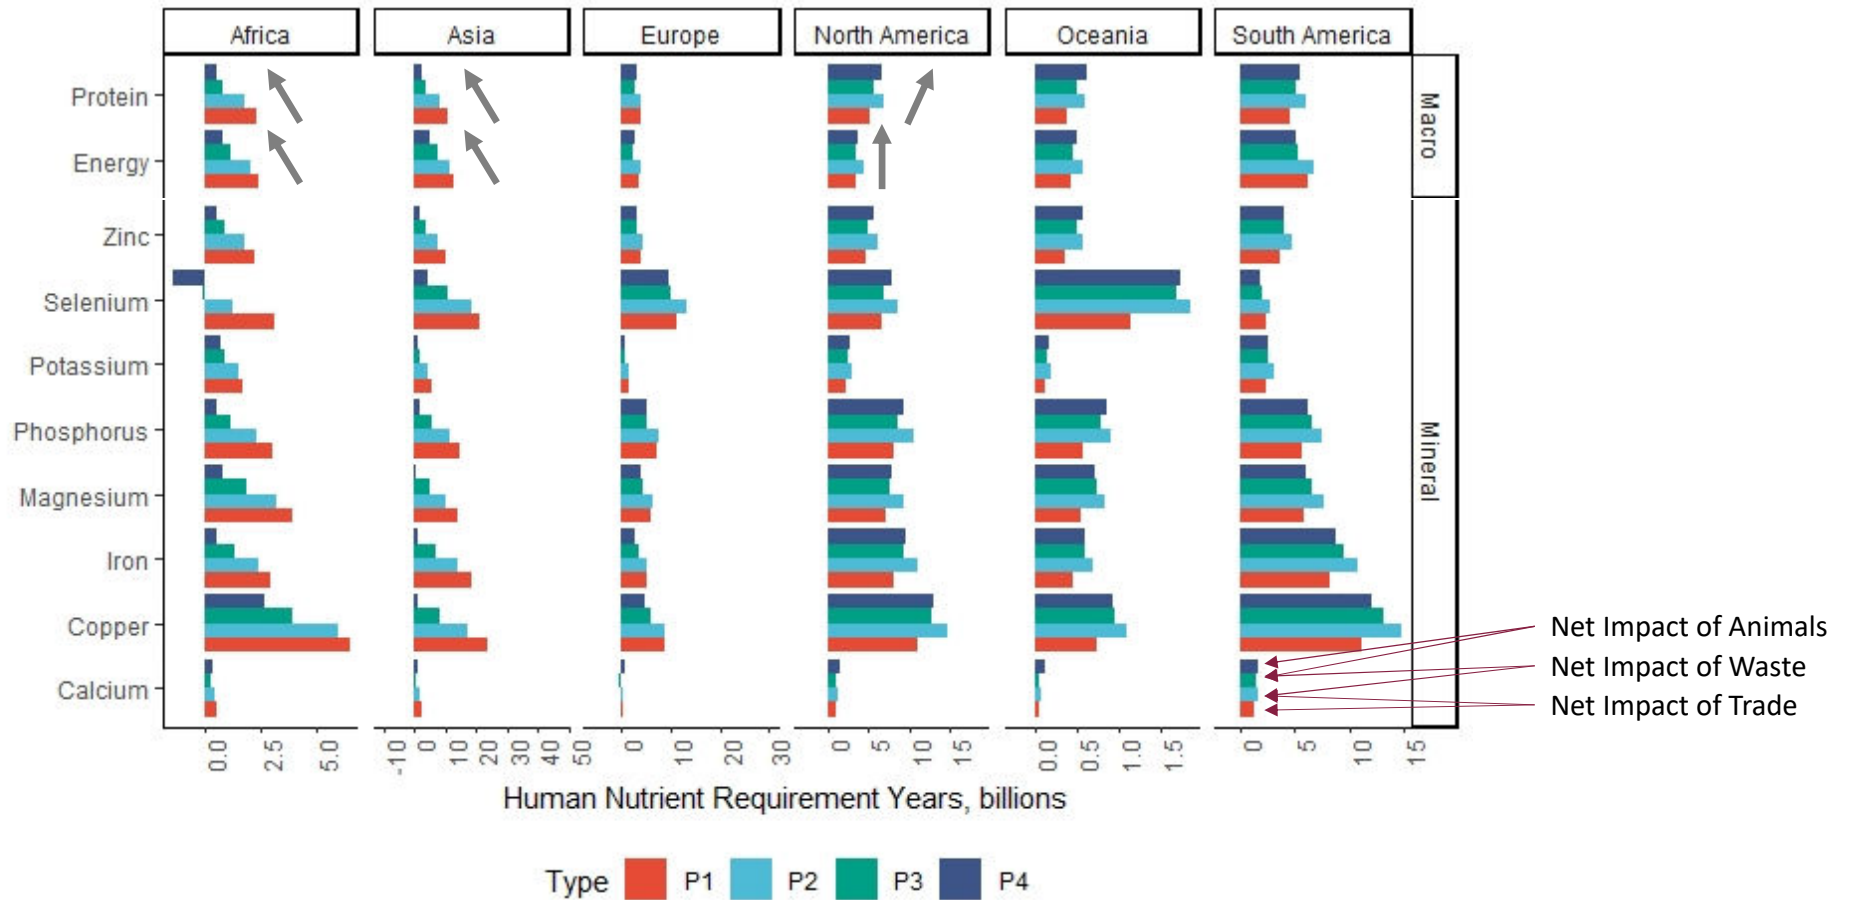 Africa Asia Europe North America Oceania South America
Protein
Energy
Macro
Zinc
Selenium
Potassium
Phosphorus
Magnesium
Iron
Copper
Calcium
Mineral
Net Impact of Animals
Net Impact of Waste
Net Impact of Trade
0.0 2.5 5.0 -10 0 10 20 30 40 50 0 10 20 30 0 5 10 15 0.0 0.5 1.0 1.5 0 5 10 15
Human Nutrient Requirement Years, billions
Type P1 P2 P3 P4